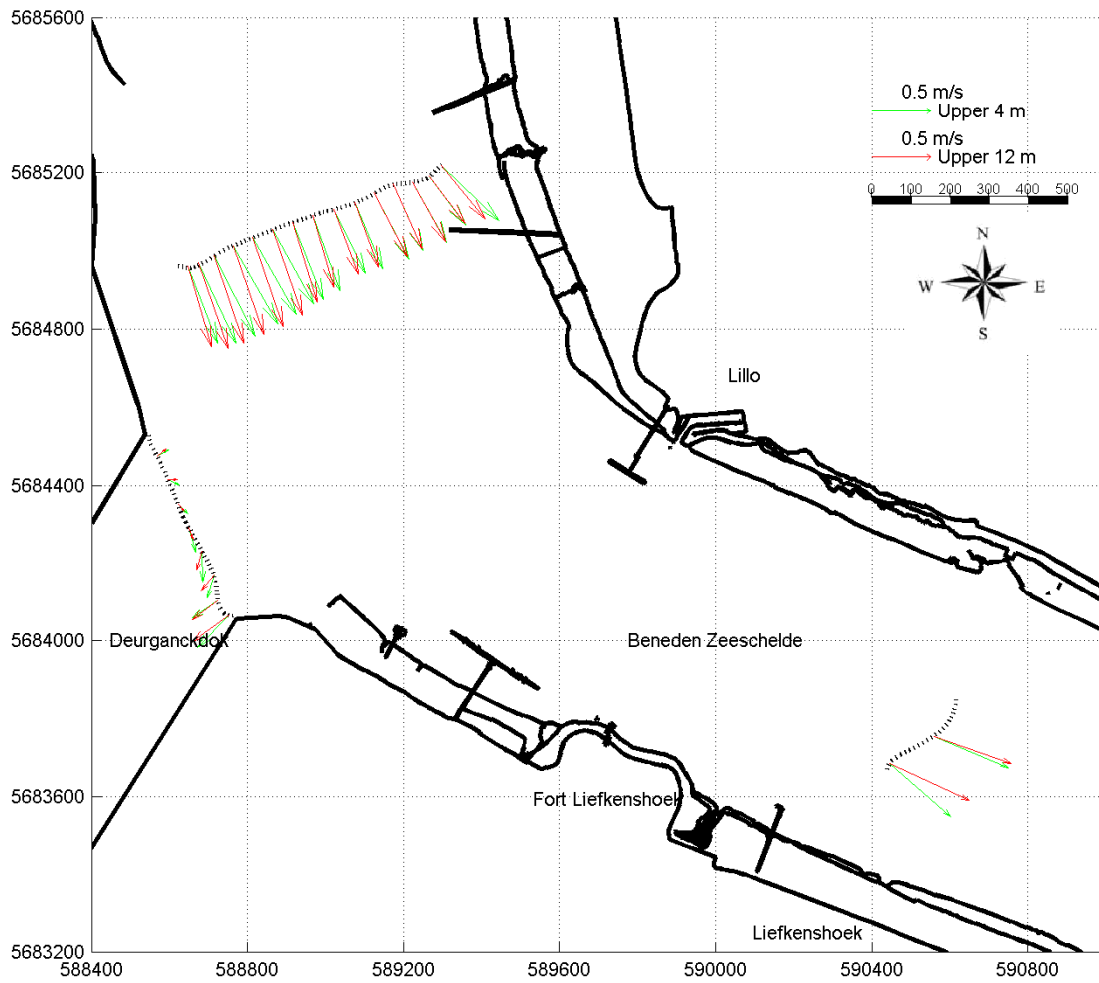 5685600
5685200
5684800
5684400
5684000
5683600
5683200
588400 588800 589200 589600 590000 590400 590800
0.5 m/s
Upper 4 m
0.5 m/s
Upper 12 m
0 100 200 300 400 500
N
W E
S
Lillo
Deurganckdok
Beneden Zeeschelde
Fort Liefkenshoek
Liefkenshoek